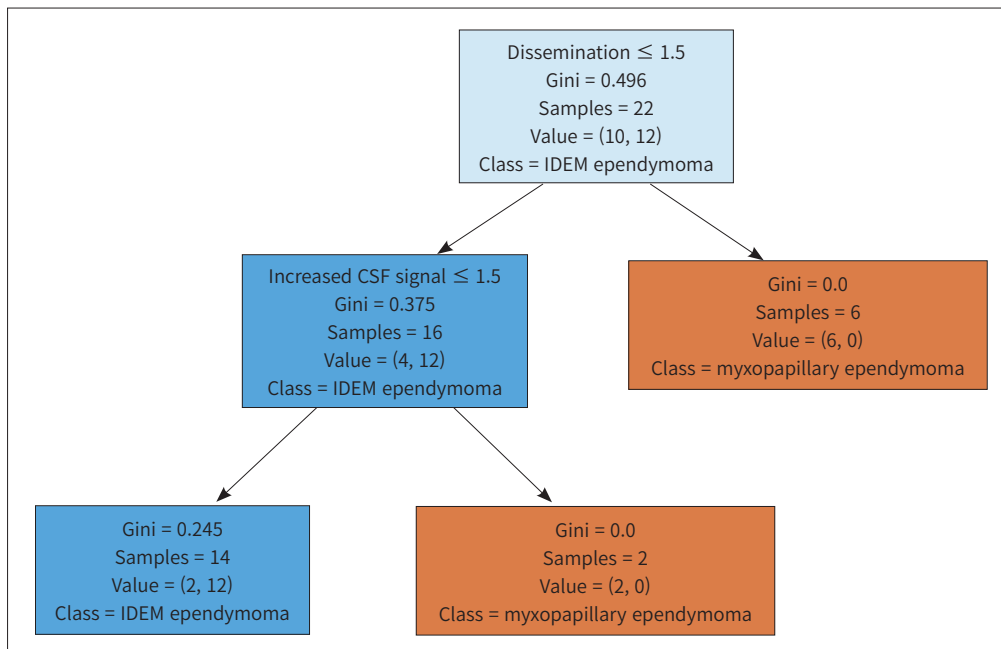 Dissemination ≤ 1.5
Gini = 0.496
Samples = 22
Value = (10, 12)
Class = IDEM ependymoma
Increased CSF signal ≤ 1.5
Gini = 0.375
Samples = 16
Value = (4, 12)
Class = IDEM ependymoma
Gini = 0.0
Samples = 6
Value = (6, 0)
Class = myxopapillary ependymoma
Gini = 0.245
Samples = 14
Value = (2, 12)
Class = IDEM ependymoma
Gini = 0.0
Samples = 2
Value = (2, 0)
Class = myxopapillary ependymoma